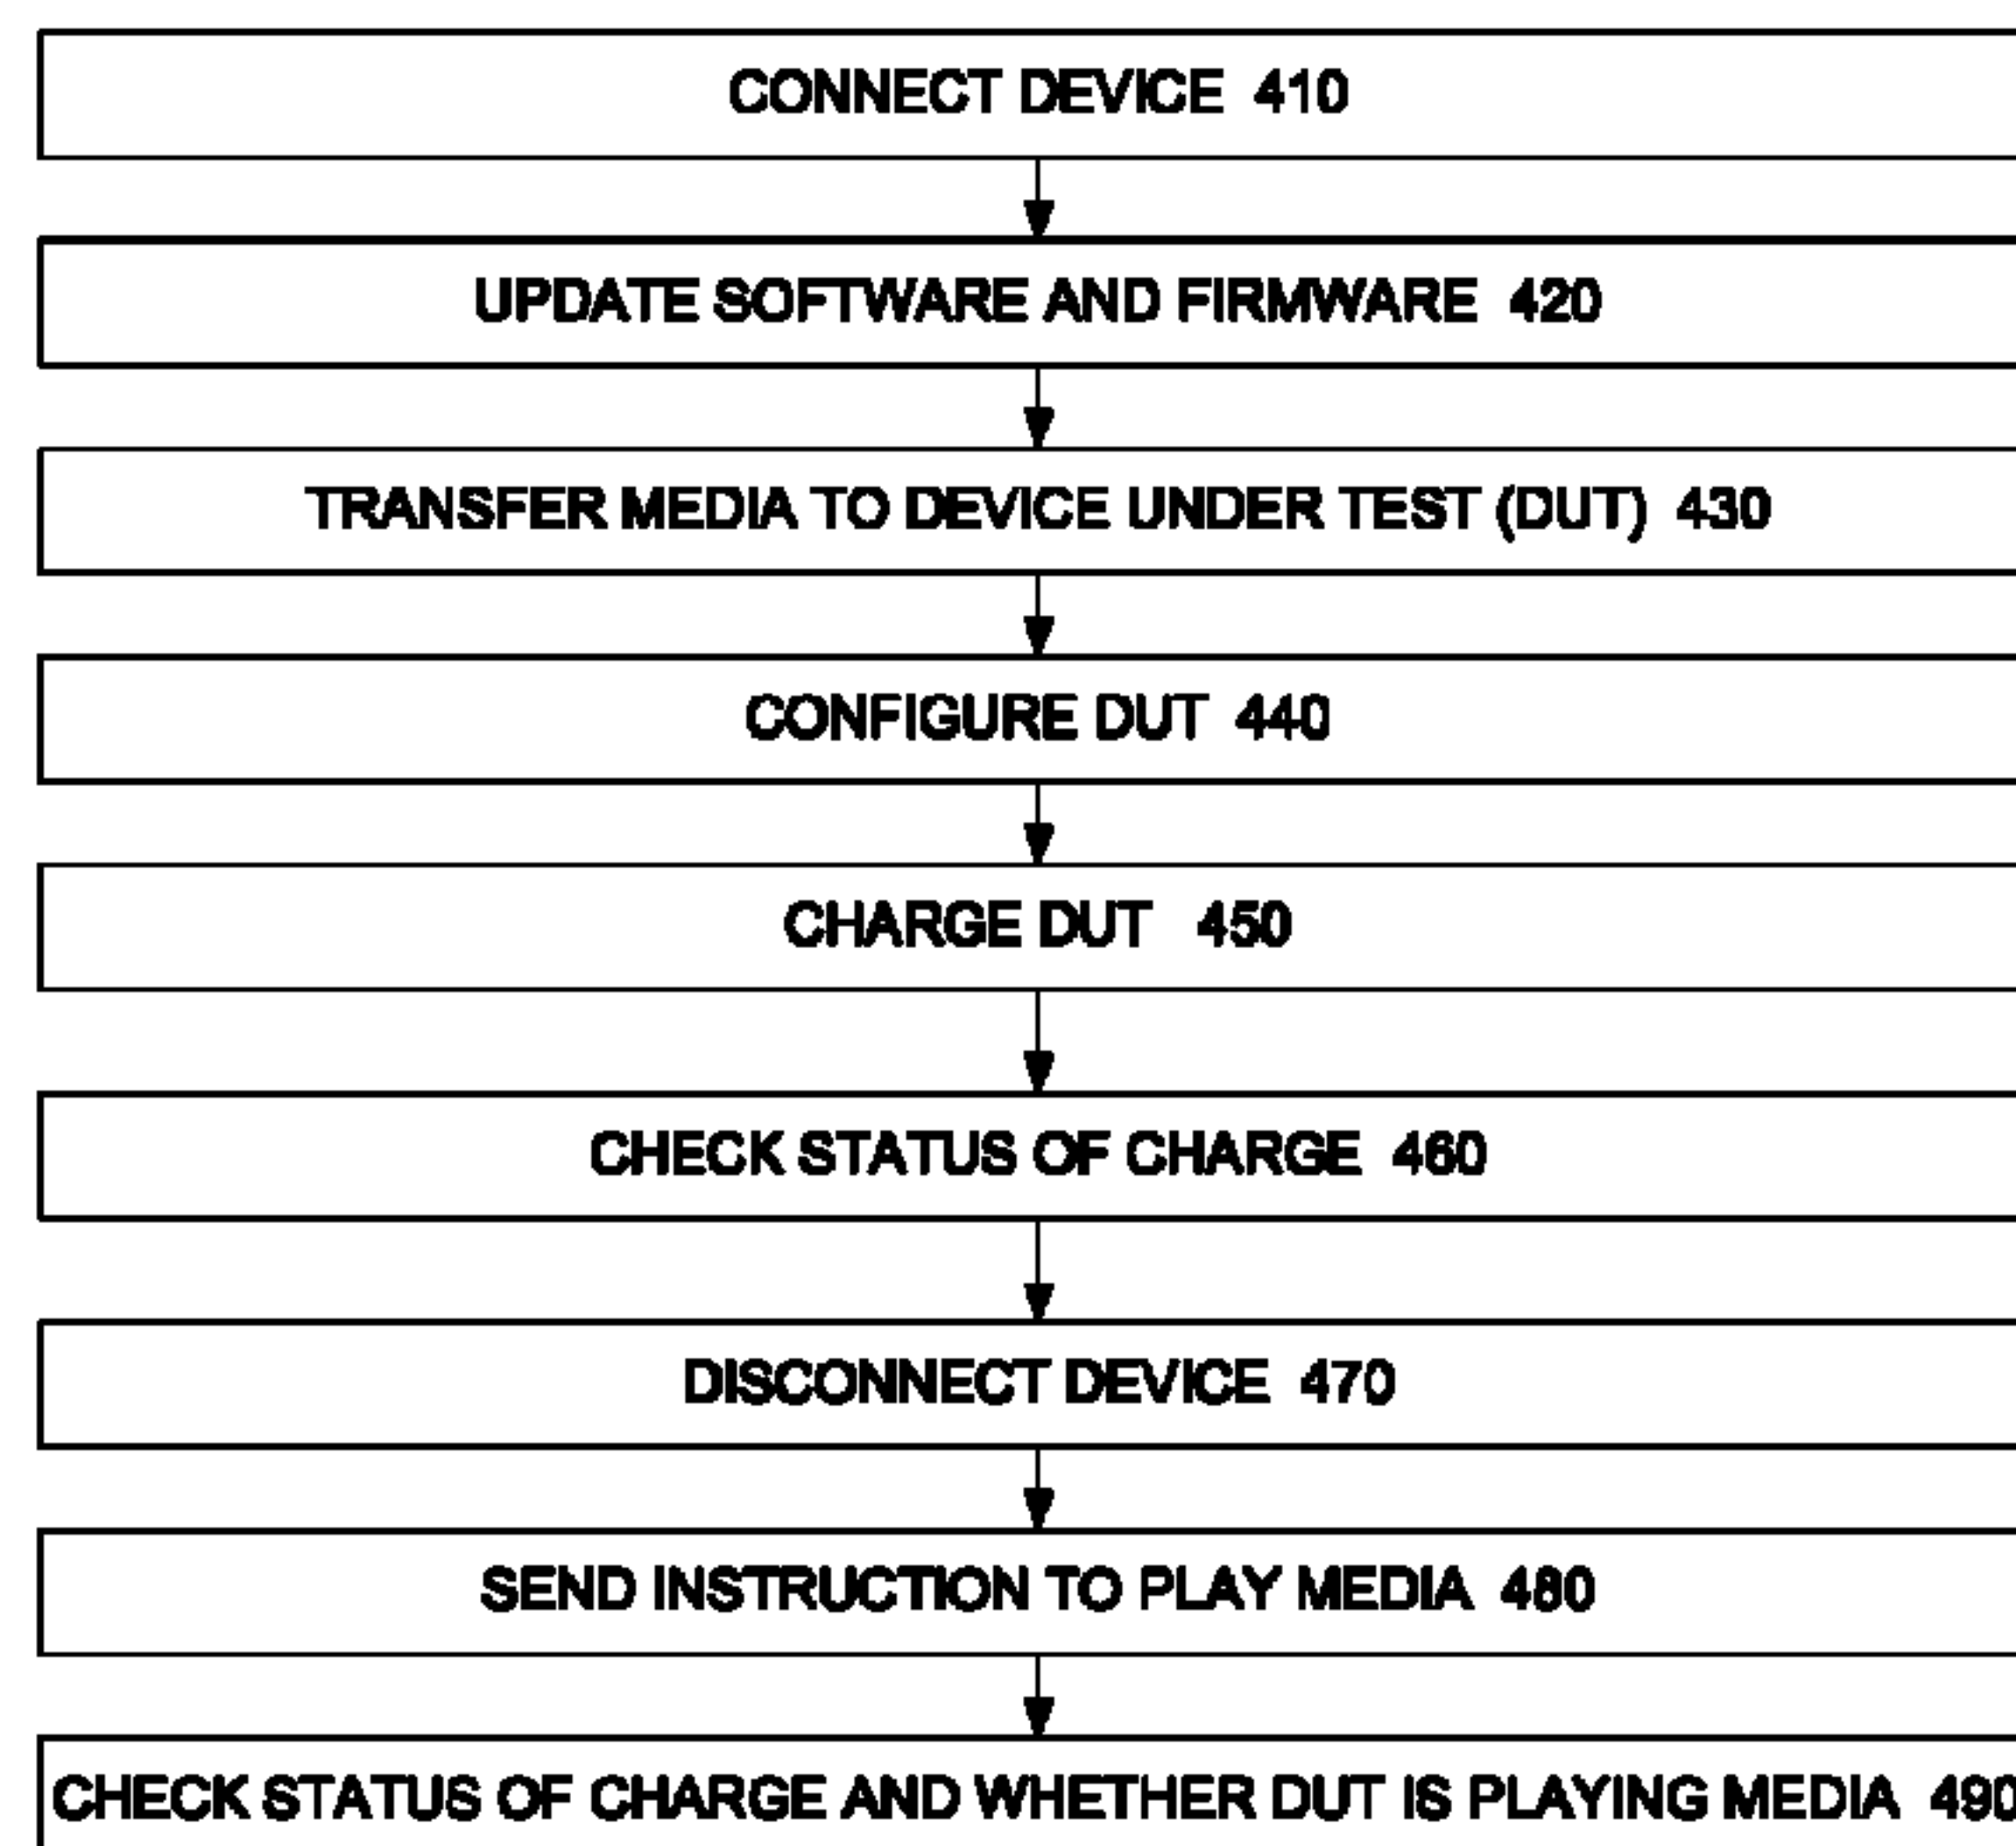 CONNECT DEVICE 410
UPDATE SOFTWARE AND FIRMWARE 420
TRANSFER MEDIA TO DEVICE UNDER TEST (DUT) 430
CONFIGURE DUT 440
CHARGE DUT 450
CHECK STATUS OF CHARGE 460
DISCONNECT DEVICE 470
SEND INSTRUCTION TO PLAY MEDIA 480
CHECK STATUS OF CHARGE AND WHETHER DUT IS PLAYING MEDIA 490